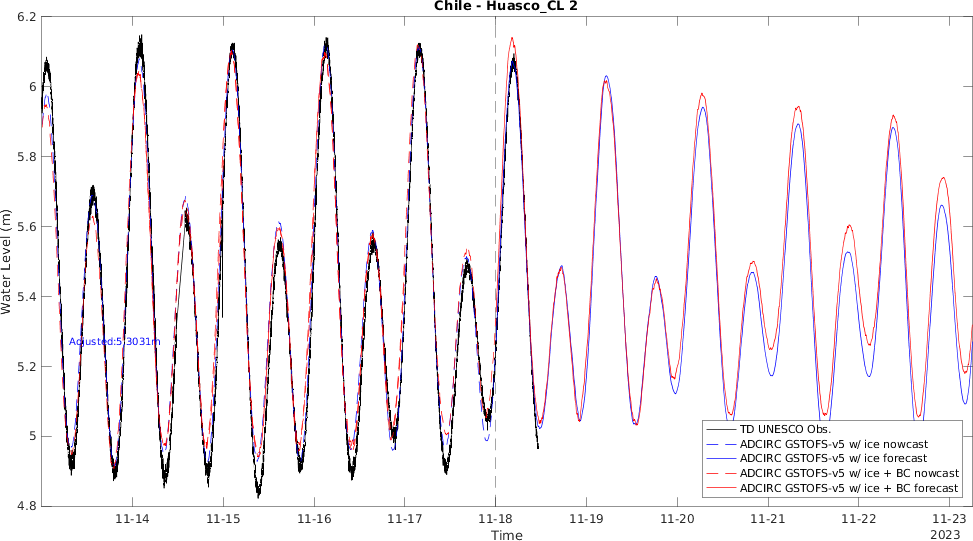 Chile - Huasco_CL 2
6.2
6
5.8
5.6
5.4
5.2
5
4.8
Water Level (m)
Adjusted:5.3031m
TD UNESCO Obs.
ADCIRC GSTOFS-v5 w/ ice nowcast
ADCIRC GSTOFS-v5 w/ ice forecast
ADCIRC GSTOFS-v5 w/ ice + BC nowcast
ADCIRC GSTOFS-v5 w/ ice + BC forecast
11-14 11-15 11-16 11-17 11-18 11-19 11-20 11-21 11-22 11-23
Time
2023